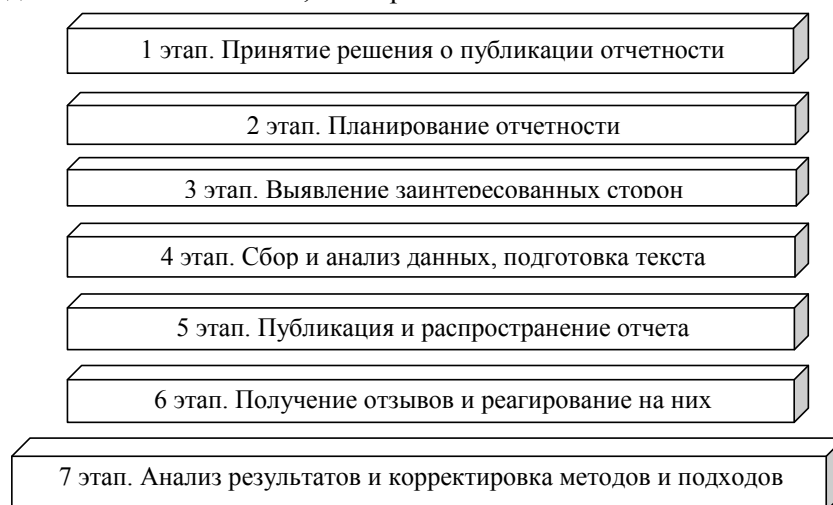 1 этап. Принятие решения о публикации отчетности
2 этап. Планирование отчетности
3 этап. Выявление заинтересованных сторон
4 этап. Сбор и анализ данных, подготовка текста
5 этап. Публикация и распространение отчета
6 этап. Получение отзывов и реагирование на них
7 этап. Анализ результатов и корректировка методов и подходов